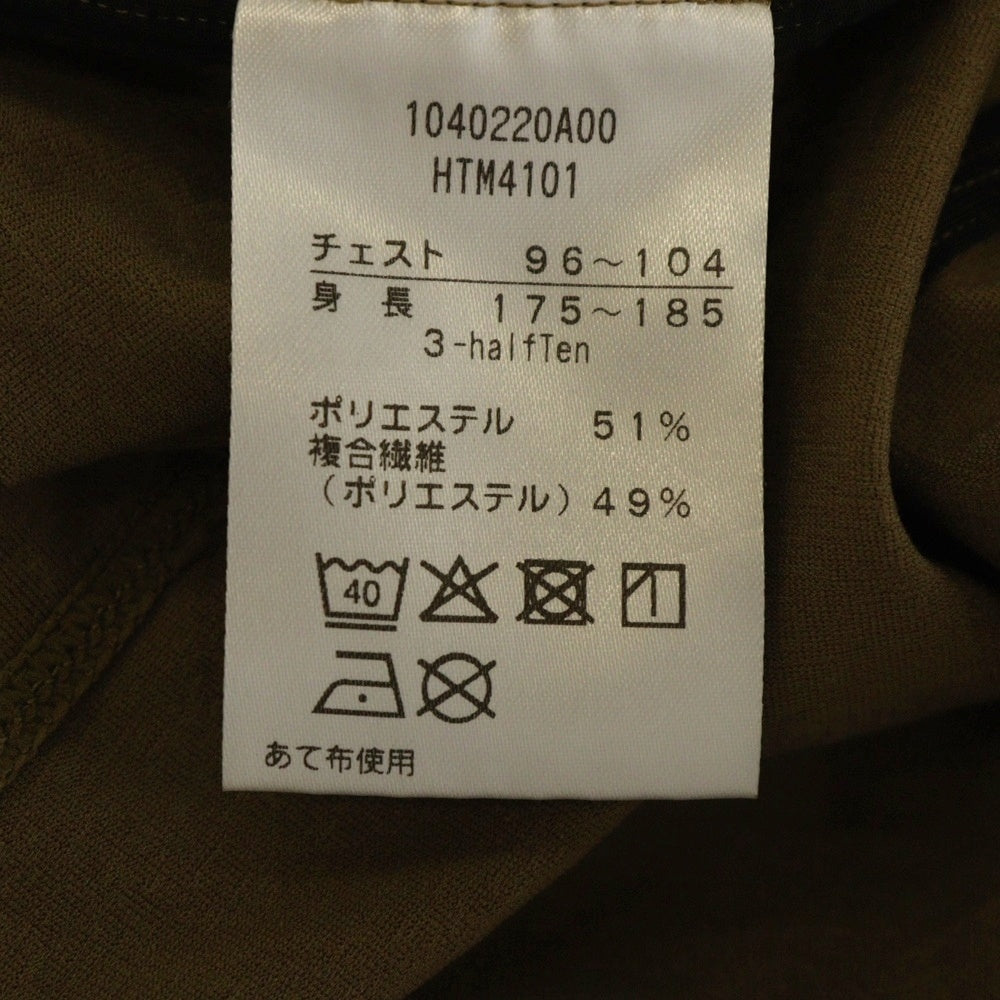 1040220A00
HTM4101
チェスト 96～104
身 長 175～185
3-halfTen
ポリエステル 51%
複合繊維
（ポリエステル）49%
40
あて布使用